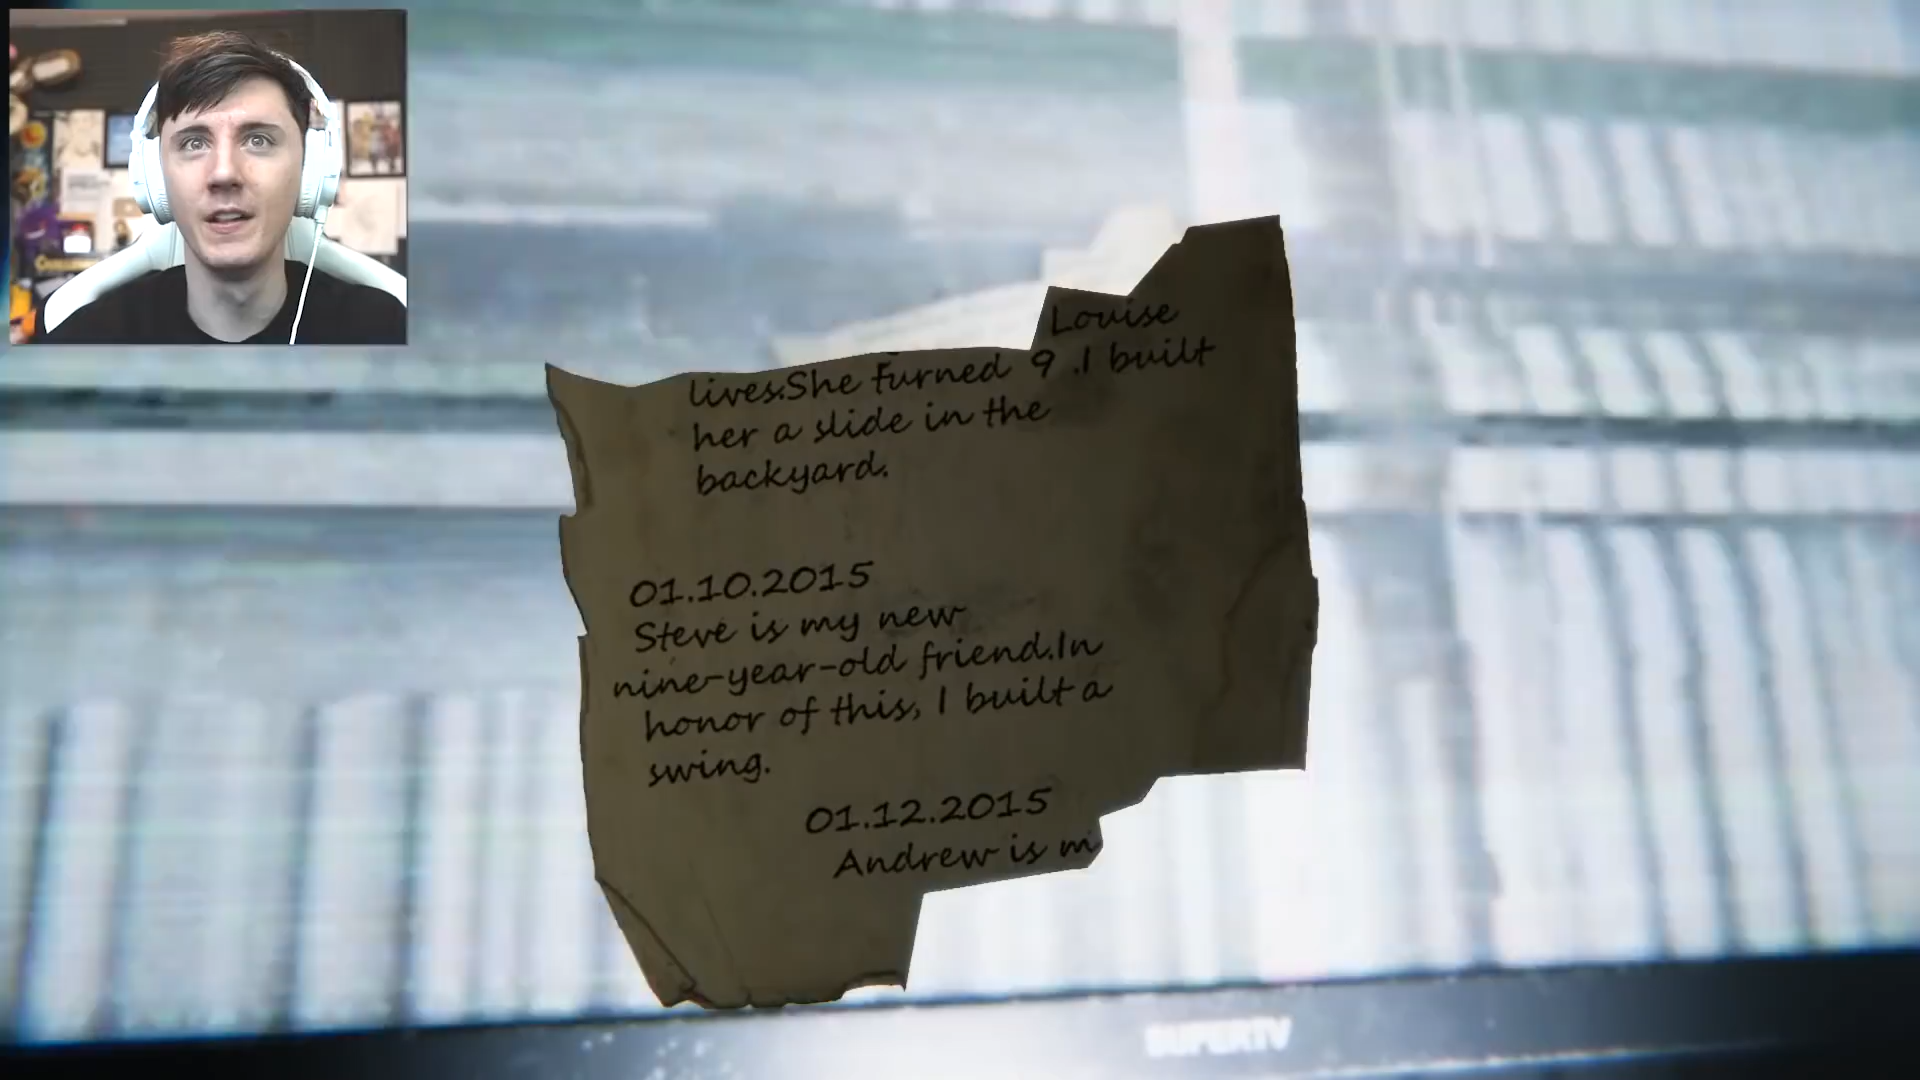 Louise
lives.She turned 9 .I built
her a slide in the
backyard.
01.10.2015
Steve is my new
nine-year-old friend.In
honor of this, I built a
swing.
01.12.2015
Andrew is m
SUPERTV